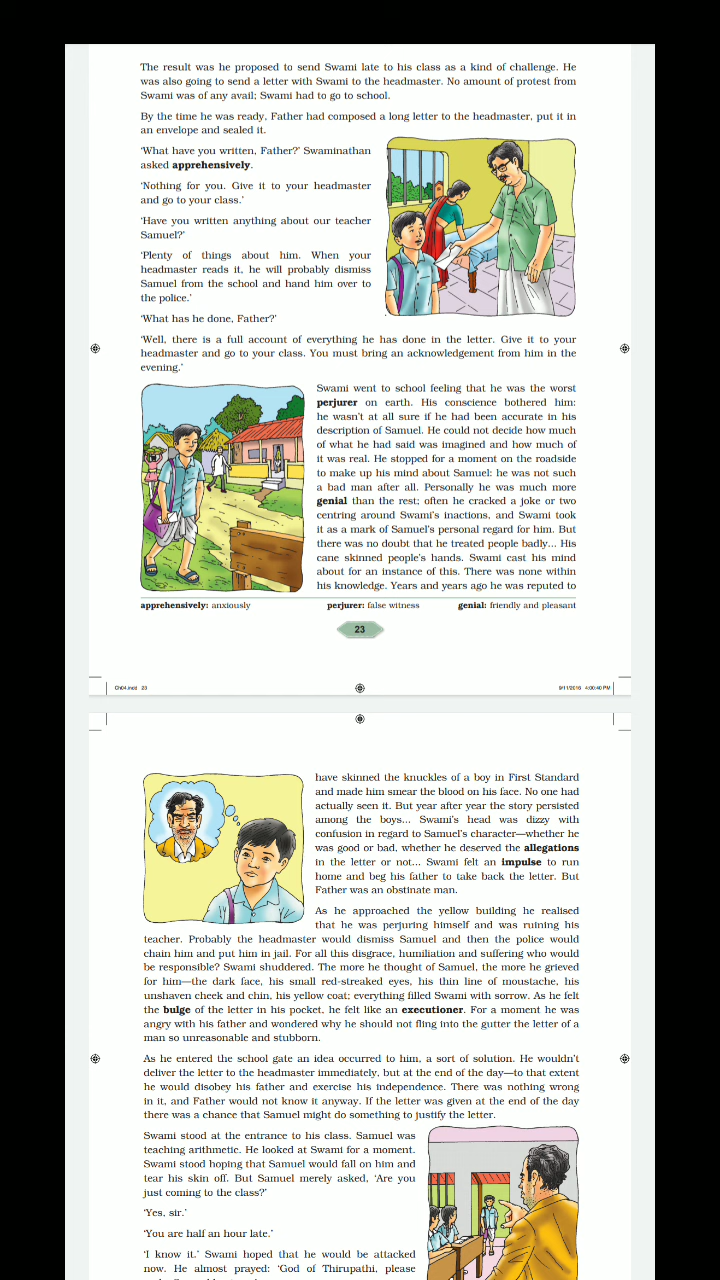 The result was he proposed to send Swami late to his class as a kind of challenge. He
was also going to send a letter with Swami to the headmaster. No amount of protest from
Swami was of any avail; Swami had to go to school.
By the time he was ready, Father had composed a long letter to the headmaster, put it in
an envelope and sealed it.
‘What have you written, Father?’ Swaminathan
asked apprehensively.
‘Nothing for you. Give it to your headmaster
and go to your class.’
‘Have you written anything about our teacher
Samuel?’
‘Plenty of things about him. When your
headmaster reads it, he will probably dismiss
Samuel from the school and hand him over to
the police.’
‘What has he done, Father?’
‘Well, there is a full account of everything he has done in the letter. Give it to your
headmaster and go to your class. You must bring an acknowledgement from him in the
evening.’
Swami went to school feeling that he was the worst
perjurer on earth. His conscience bothered him:
he wasn’t at all sure if he had been accurate in his
description of Samuel. He could not decide how much
of what he had said was imagined and how much of
it was real. He stopped for a moment on the roadside
to make up his mind about Samuel: he was not such
a bad man after all. Personally he was much more
genial than the rest; often he cracked a joke or two
centring around Swami’s inactions, and Swami took
it as a mark of Samuel’s personal regard for him. But
there was no doubt that he treated people badly... His
cane skinned people’s hands. Swami cast his mind
about for an instance of this. There was none within
his knowledge. Years and years ago he was reputed to
apprehensively: anxiously perjurer: false witness genial: friendly and pleasant
23
Ch04.indd 23 9/11/2016 4:00:40 PM
have skinned the knuckles of a boy in First Standard
and made him smear the blood on his face. No one had
actually seen it. But year after year the story persisted
among the boys... Swami’s head was dizzy with
confusion in regard to Samuel’s character—whether he
was good or bad, whether he deserved the allegations
in the letter or not... Swami felt an impulse to run
home and beg his father to take back the letter. But
Father was an obstinate man.
As he approached the yellow building he realised
that he was perjuring himself and was ruining his
teacher. Probably the headmaster would dismiss Samuel and then the police would
chain him and put him in jail. For all this disgrace, humiliation and suffering who would
be responsible? Swami shuddered. The more he thought of Samuel, the more he grieved
for him—the dark face, his small red-streaked eyes, his thin line of moustache, his
unshaven cheek and chin, his yellow coat; everything filled Swami with sorrow. As he felt
the bulge of the letter in his pocket, he felt like an executioner. For a moment he was
angry with his father and wondered why he should not fling into the gutter the letter of a
man so unreasonable and stubborn.
As he entered the school gate an idea occurred to him, a sort of solution. He wouldn’t
deliver the letter to the headmaster immediately, but at the end of the day—to that extent
he would disobey his father and exercise his independence. There was nothing wrong
in it, and Father would not know it anyway. If the letter was given at the end of the day
there was a chance that Samuel might do something to justify the letter.
Swami stood at the entrance to his class. Samuel was
teaching arithmetic. He looked at Swami for a moment.
Swami stood hoping that Samuel would fall on him and
tear his skin off. But Samuel merely asked, ‘Are you
just coming to the class?’
‘Yes, sir.’
‘You are half an hour late.’
‘I know it.’ Swami hoped that he would be attacked
now. He almost prayed: ‘God of Thirupathi, please